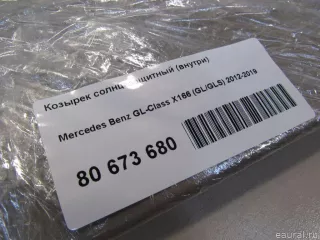 Козырек солнцезащитный (внутри)
Mercedes Benz GL-Class X166 (GL/GLS) 2012-2019
80 673 680
eaural.ru